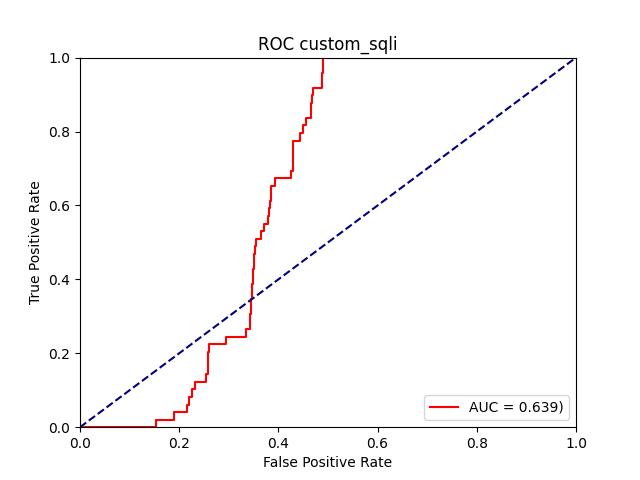 ROC custom_sqli
True Positive Rate
1.0
0.8
0.6
0.4
0.2
0.0
AUC = 0.639)
0.0 0.2 0.4 0.6 0.8 1.0
False Positive Rate